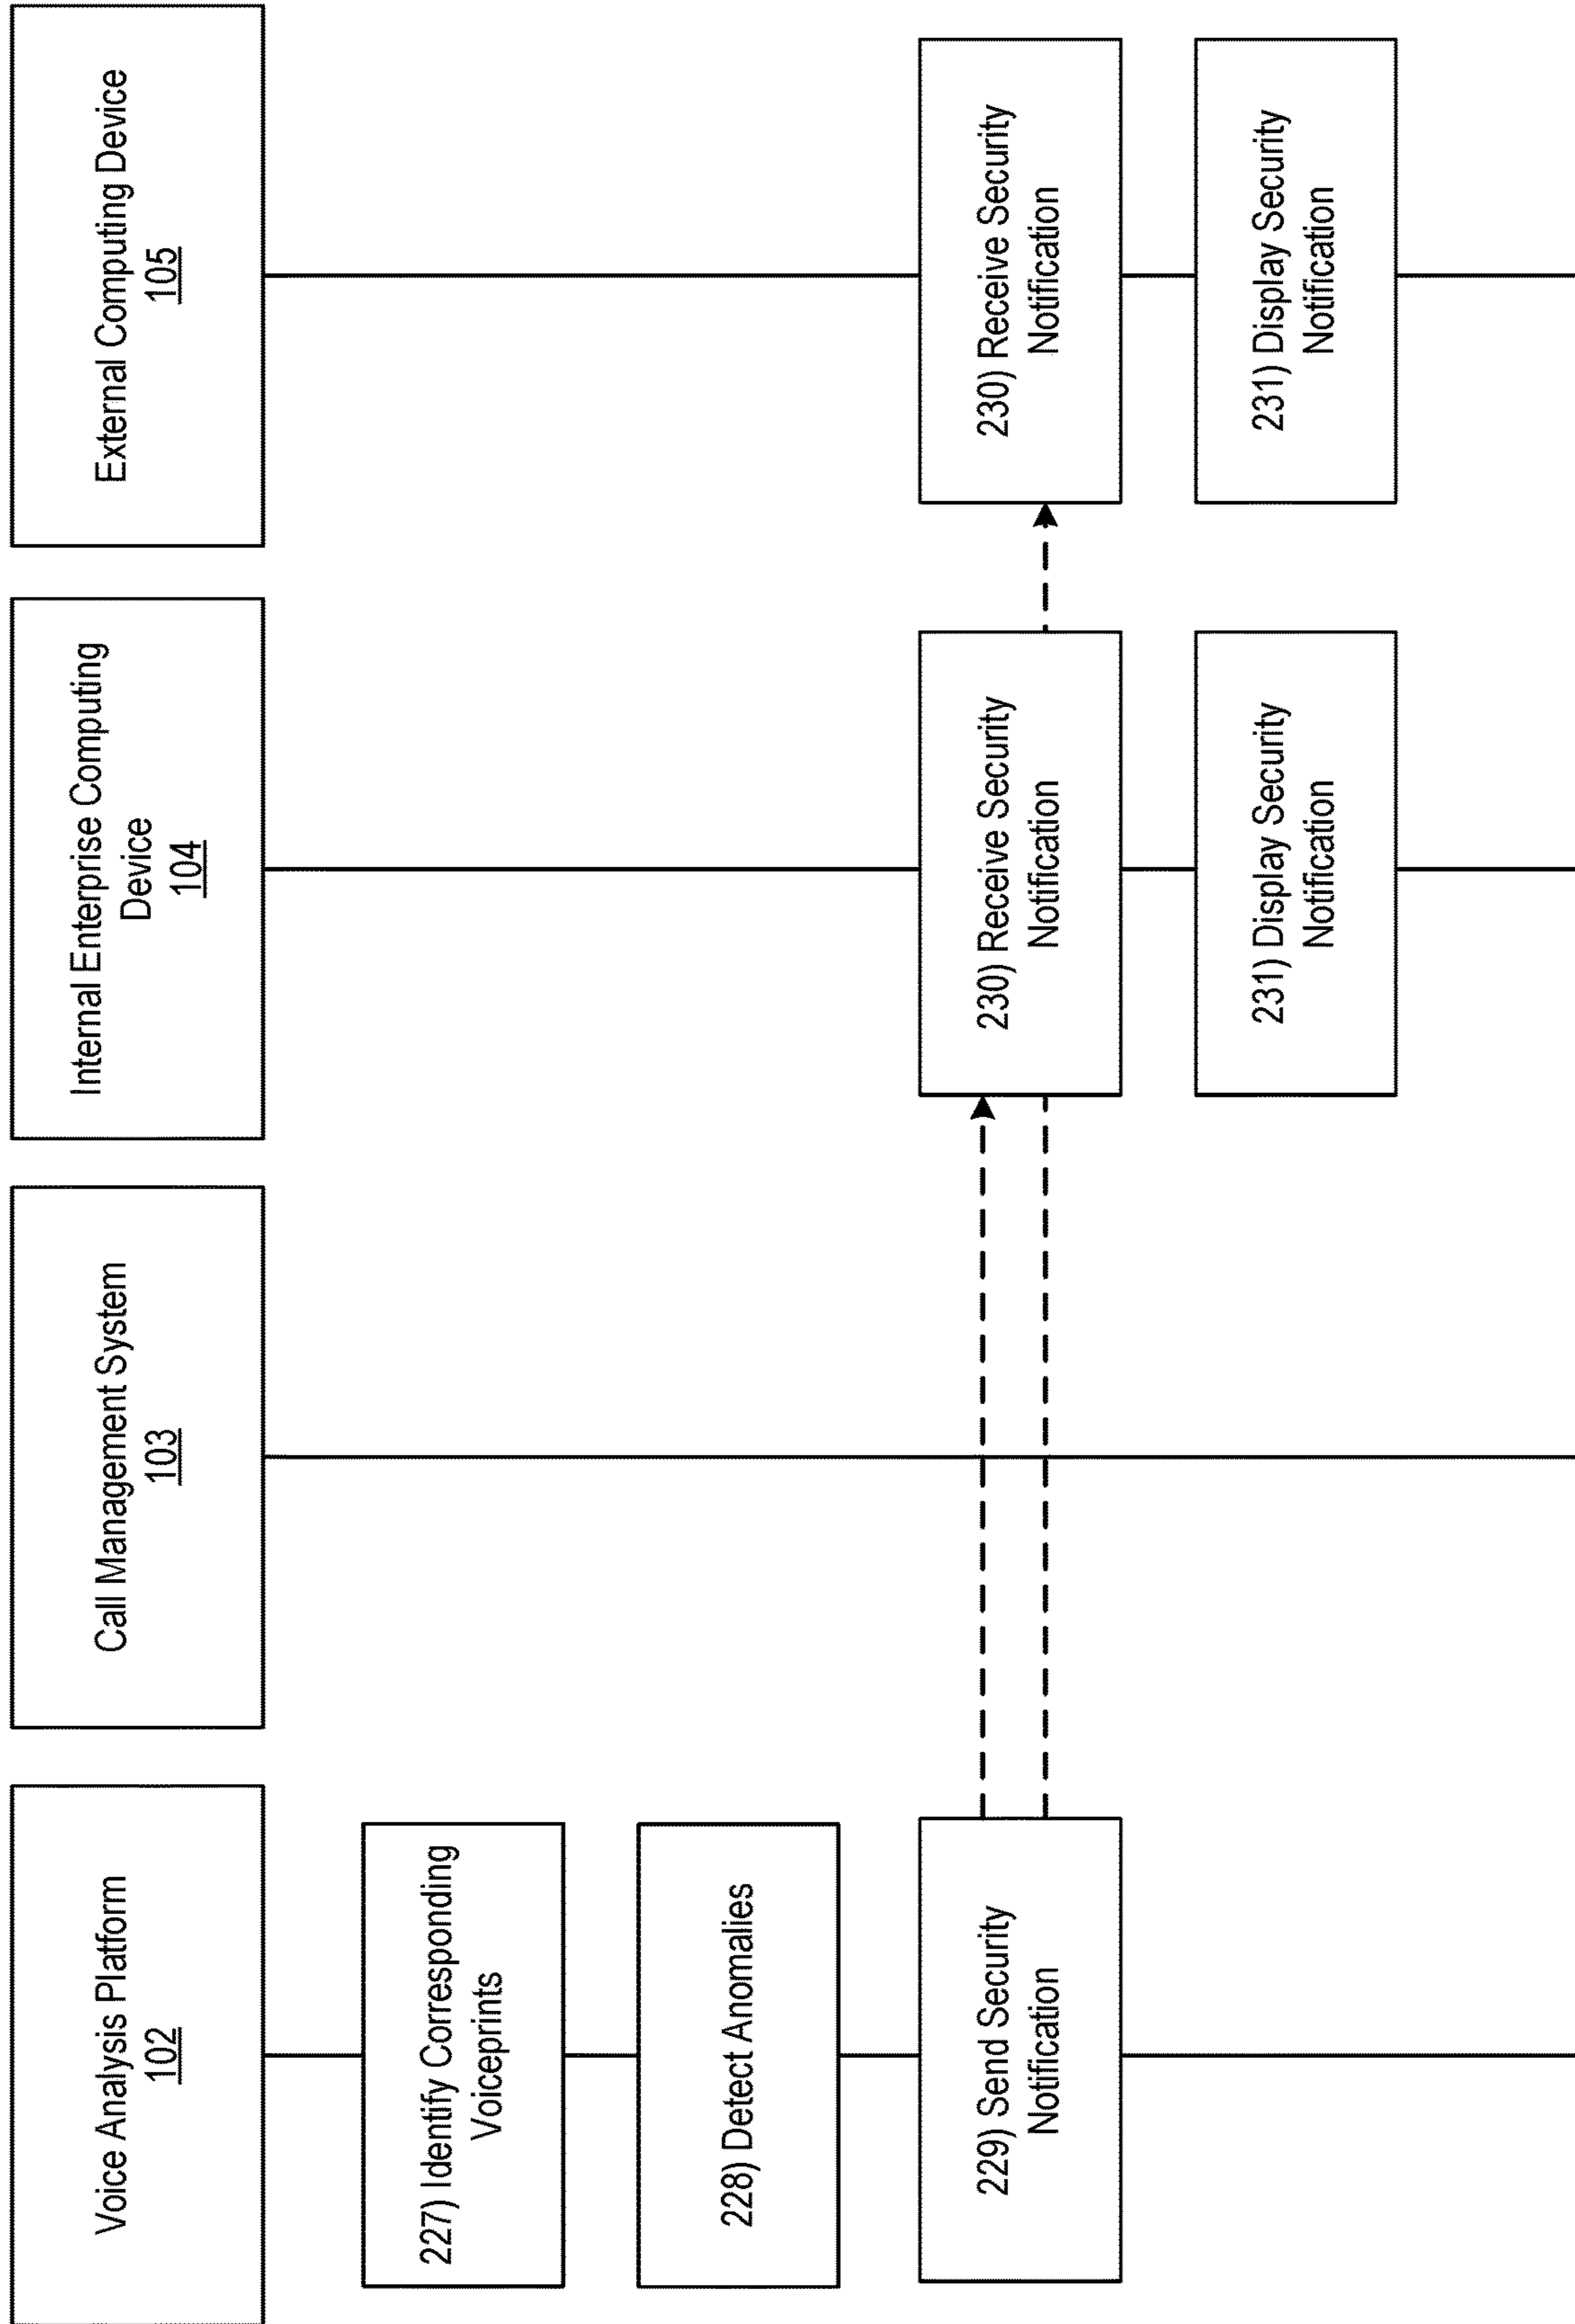 Voice Analysis Platform
102
Call Management System
103
Internal Enterprise Computing
Device
104
External Computing Device
105
227) Identify Corresponding
Voiceprints
228) Detect Anomalies
229) Send Security
Notification
230) Receive Security
Notification
230) Receive Security
Notification
231) Display Security
Notification
231) Display Security
Notification